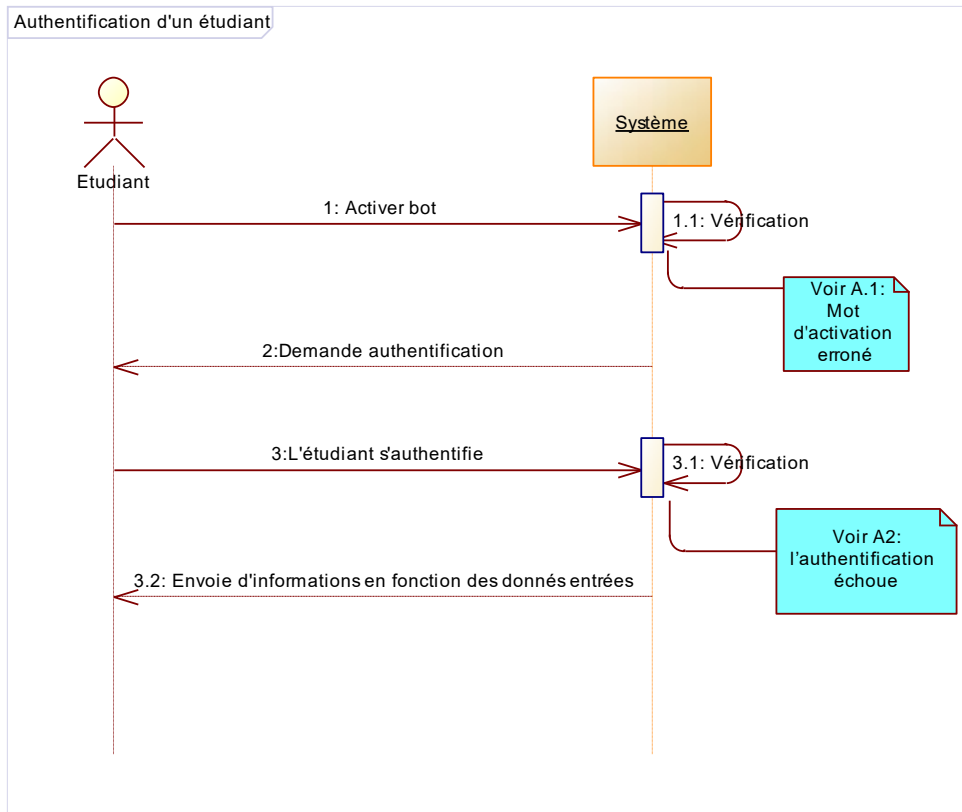 Authentification d'un étudiant
Système
Etudiant
1: Activer bot
1.1: Vérification
Voir A.1:
Mot
d'activation
erroné
2:Demande authentification
3:L'étudiant s'authentifie
3.1: Vérification
Voir A2:
l'authentification
échoue
3.2: Envoie d'informations en fonction des donnés entrées